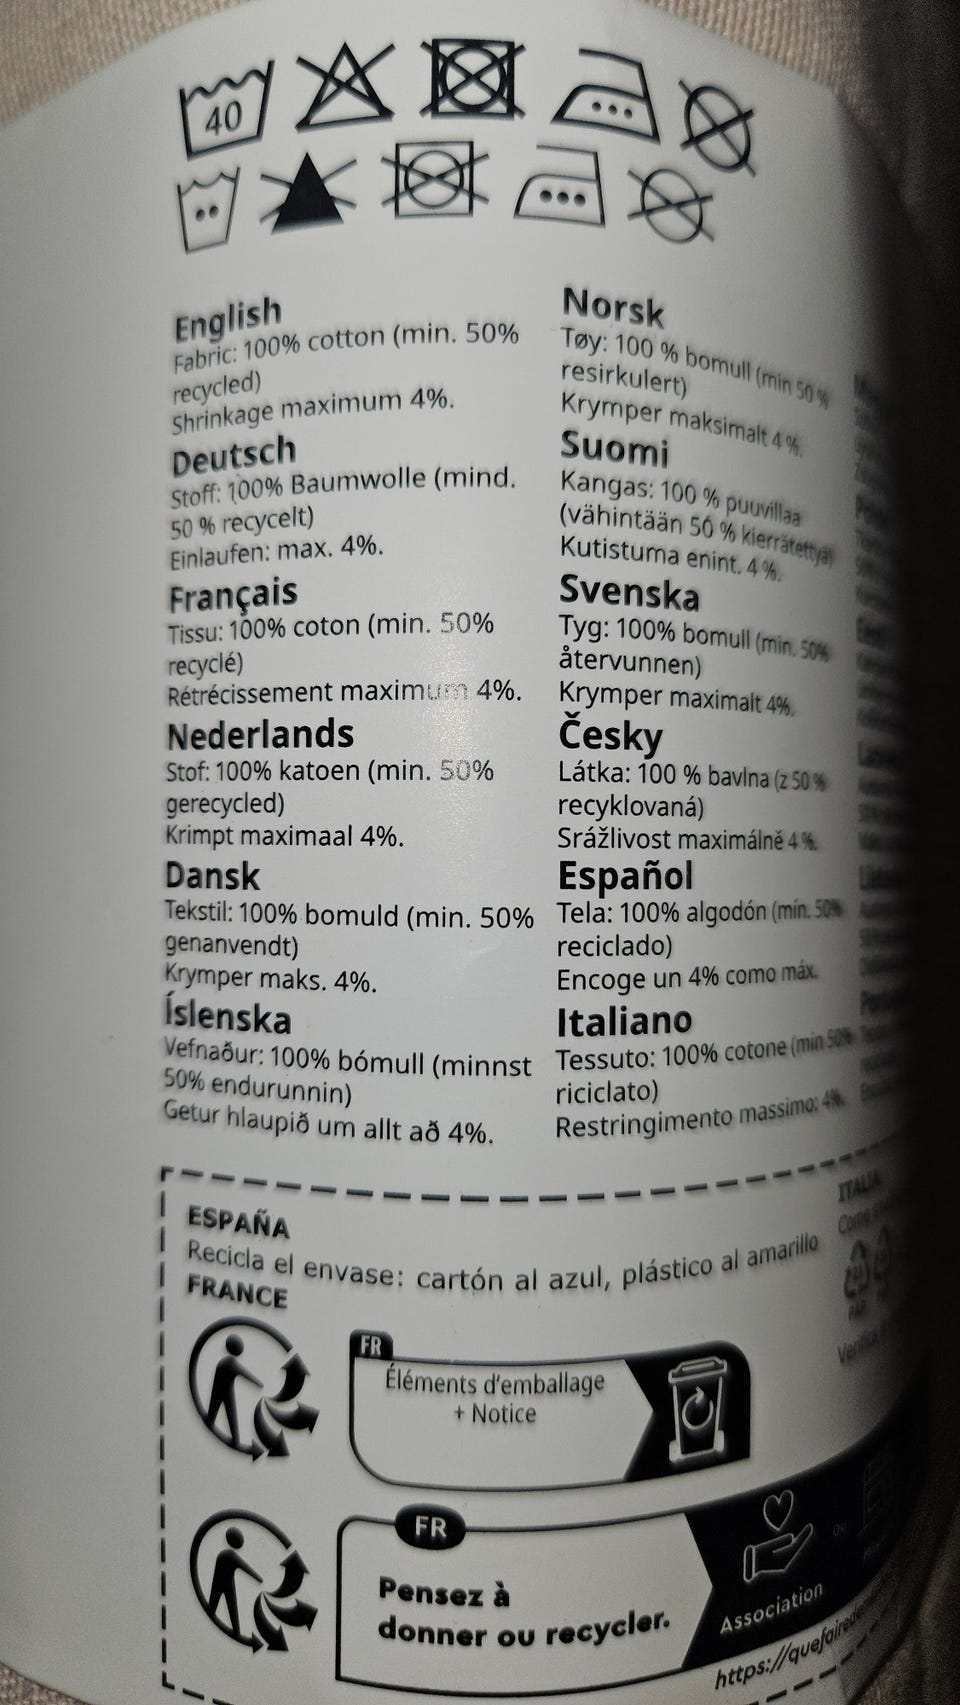 40
English
Fabric: 100% cotton (min. 50%
recycled)
Shrinkage maximum 4%.
Deutsch
Stoff: 100% Baumwolle (mind.
50 % recycelt)
Einlaufen: max. 4%.
Français
Tissu: 100% coton (min. 50%
recyclé)
Rétrécissement maximum 4%.
Nederlands
Stof: 100% katoen (min. 50%
gerecycled)
Krimpt maximaal 4%.
Dansk
Tekstil: 100% bomuld (min. 50%
genanvendt)
Krymper maks. 4%.
Íslenska
Vefnaður: 100% bómull (minnst
50% endurunnin)
Getur hlaupið um allt að 4%.
Norsk
Tøy: 100 % bomull (min 50 %
resirkulert)
Krymper maksimalt 4 %.
Suomi
Kangas: 100 % puuvillaa
(vähintään 50 % kierrätettyä)
Kutistuma enint. 4 %.
Svenska
Tyg: 100% bomull (min. 50%
återvunnen)
Krymper maximalt 4%.
Česky
Látka: 100 % bavlna (z 50 %
recyklovaná)
Srážlivost maximálně 4 %.
Español
Tela: 100% algodón (mín. 50%
reciclado)
Encoge un 4% como máx.
Italiano
Tessuto: 100% cotone (min 50%
riciclato)
Restringimento massimo: 4%.
ESPAÑA
Recicla el envase: cartón al azul, plástico al amarillo
FRANCE
FR
Éléments d'emballage
+ Notice
FR
Pensez à
donner ou recycler.
Association
ou
ITALIA
PAP